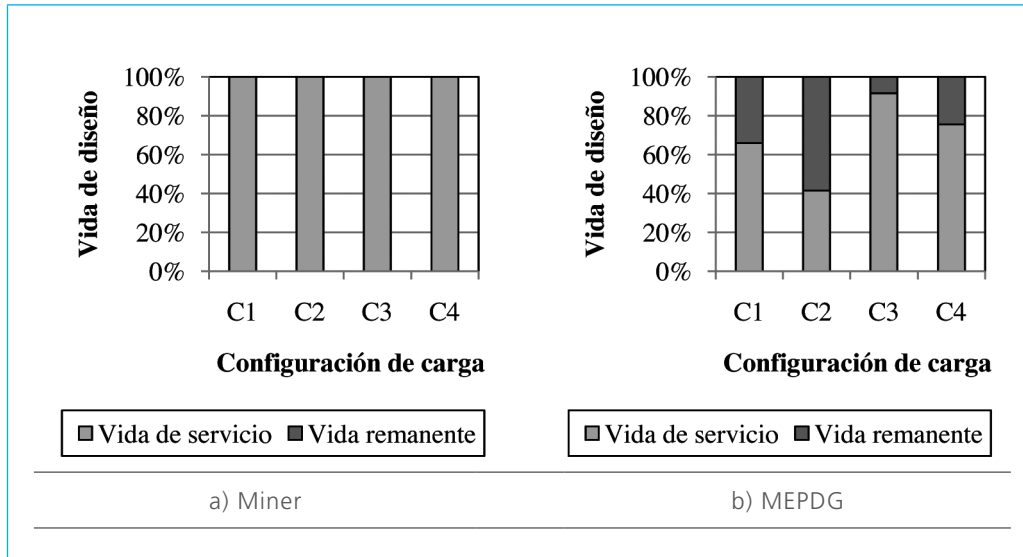 Vida de diseño
100%
80%
60%
40%
20%
0%
C1 C2 C3 C4
Configuración de carga
Vida de servicio Vida remanente
a) Miner
Vida de diseño
100%
80%
60%
40%
20%
0%
C1 C2 C3 C4
Configuración de carga
Vida de servicio Vida remanente
b) MEPDG